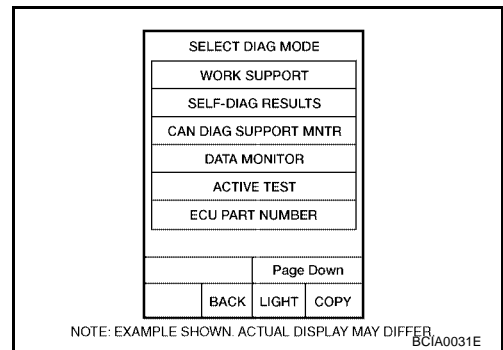 SELECT DIAG MODE
WORK SUPPORT
SELF-DIAG RESULTS
CAN DIAG SUPPORT MNTR
DATA MONITOR
ACTIVE TEST
ECU PART NUMBER
Page Down
BACK LIGHT COPY
NOTE: EXAMPLE SHOWN. ACTUAL DISPLAY MAY DIFFER.
BCIA0031E